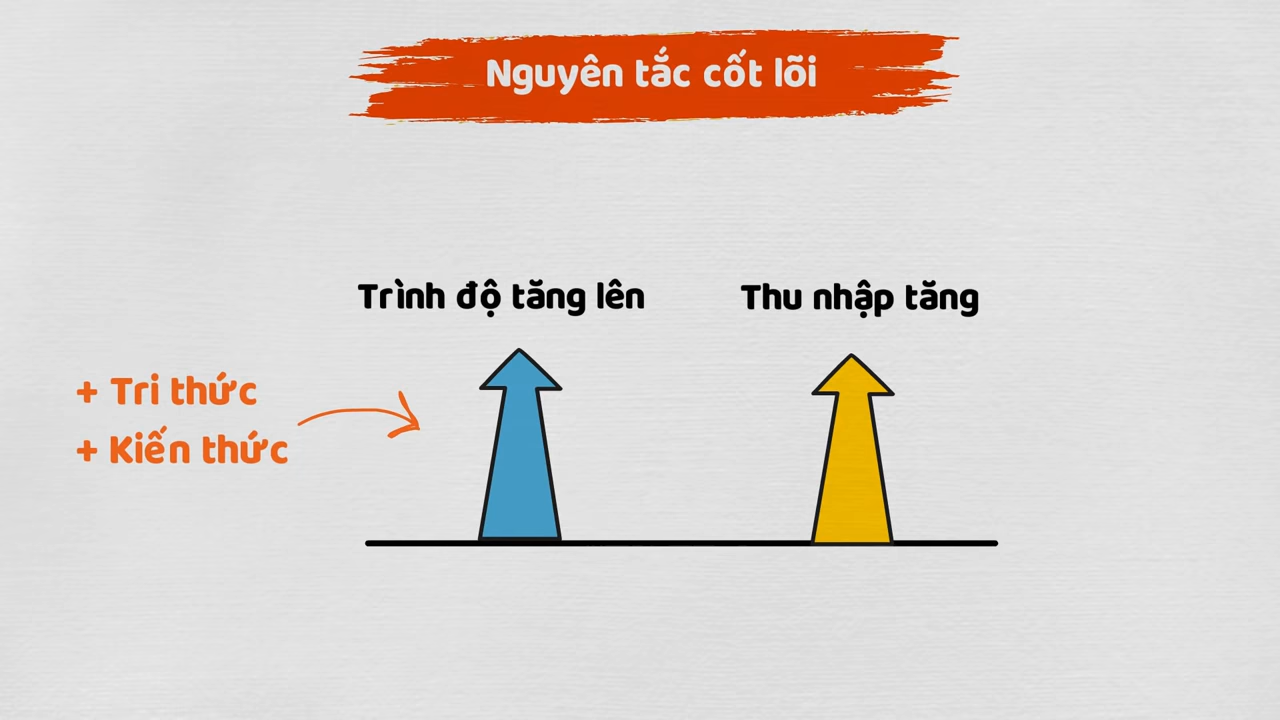 Nguyên tắc cốt lõi
Trình độ tăng lên
Thu nhập tăng
+ Tri thức
+ Kiến thức